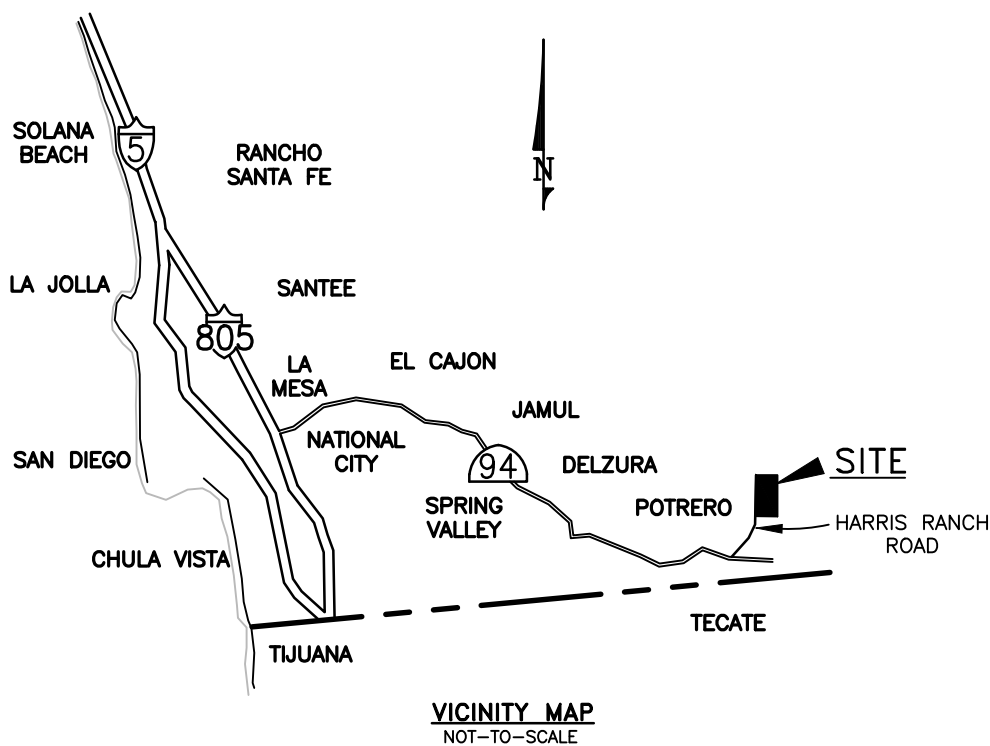 SOLANA
BEACH
5
RANCHO
SANTA FE
N
LA JOLLA
SANTEE
805
LA
MESA
EL CAJON
JAMUL
NATIONAL
CITY
SAN DIEGO
94
DELZURA
SITE
SPRING
VALLEY
POTRERO
HARRIS RANCH
ROAD
CHULA VISTA
TECATE
TIJUANA
VICINITY MAP
NOT-TO-SCALE